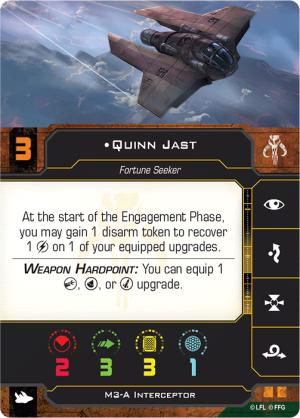 3
•Quinn Jast
Fortune Seeker
At the start of the Engagement Phase,
you may gain 1 disarm token to recover
1 on 1 of your equipped upgrades.
Weapon Hardpoint: You can equip 1
, , or upgrade.
2 3 3 1
M3-A Interceptor
©LFL ©FFG